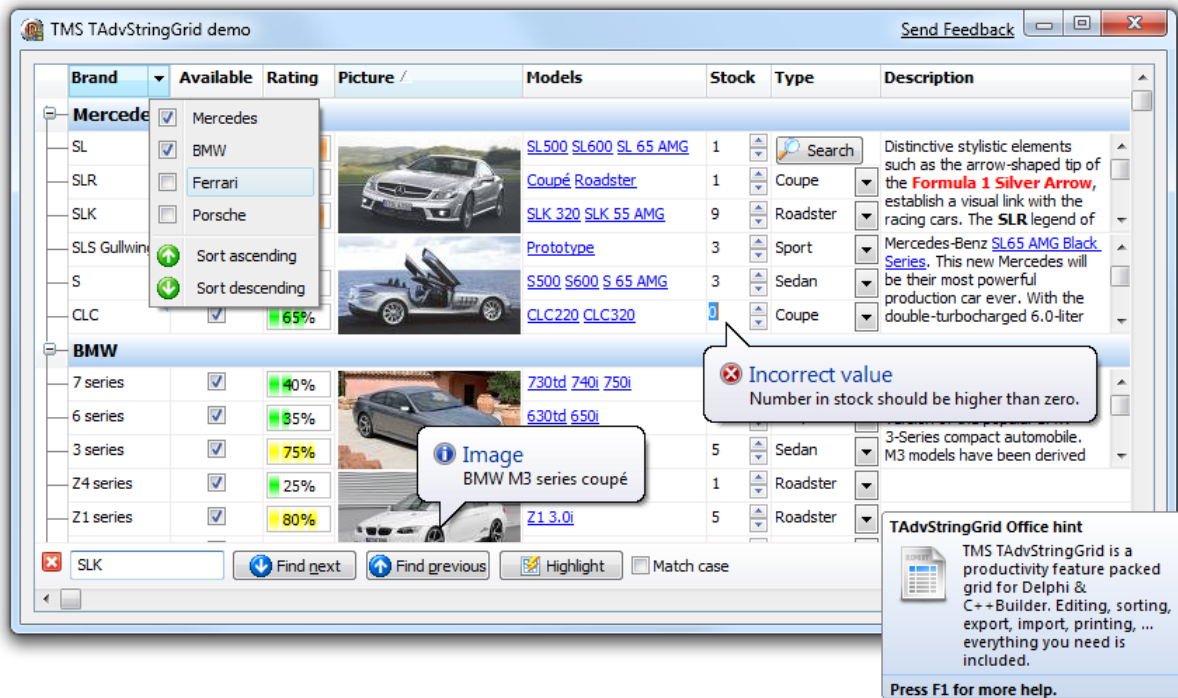 TMS TAdvStringGrid demo
Send Feedback
Brand Available Rating Picture Models Stock Type Description
Mercede
Mercedes
BMW
Ferrari
Porsche
Sort ascending
Sort descending
SL SL500 SL600 SL 65 AMG 1 Search
SLR Coupé Roadster 1 Coupe
SLK SLK 320 SLK 55 AMG 9 Roadster
Distinctive stylistic elements
such as the arrow-shaped tip of
the Formula 1 Silver Arrow,
establish a visual link with the
racing cars. The SLR legend of
SLS Gullwing Prototype 3 Sport
S S500 S600 S 65 AMG 3 Sedan
CLC 65% CLC220 CLC320 0 Coupe
Mercedes-Benz SL65 AMG Black
Series. This new Mercedes will
be their most powerful
production car ever. With the
double-turbocharged 6.0-liter
Incorrect value
Number in stock should be higher than zero.
BMW
7 series 40% 730td 740i 750i
6 series 35% 630td 650i
3 series 75% 5 Sedan
3-Series compact automobile.
M3 models have been derived
Image
BMW M3 series coupé
Z4 series 25% 1 Roadster
Z1 series 80% Z1 3.0i 5 Roadster
SLK Find next Find previous Highlight Match case
TAdvStringGrid Office hint
REPORT
TMS TAdvStringGrid is a
productivity feature packed
grid for Delphi &
C++Builder. Editing, sorting,
export, import, printing, ...
everything you need is
included.
Press F1 for more help.